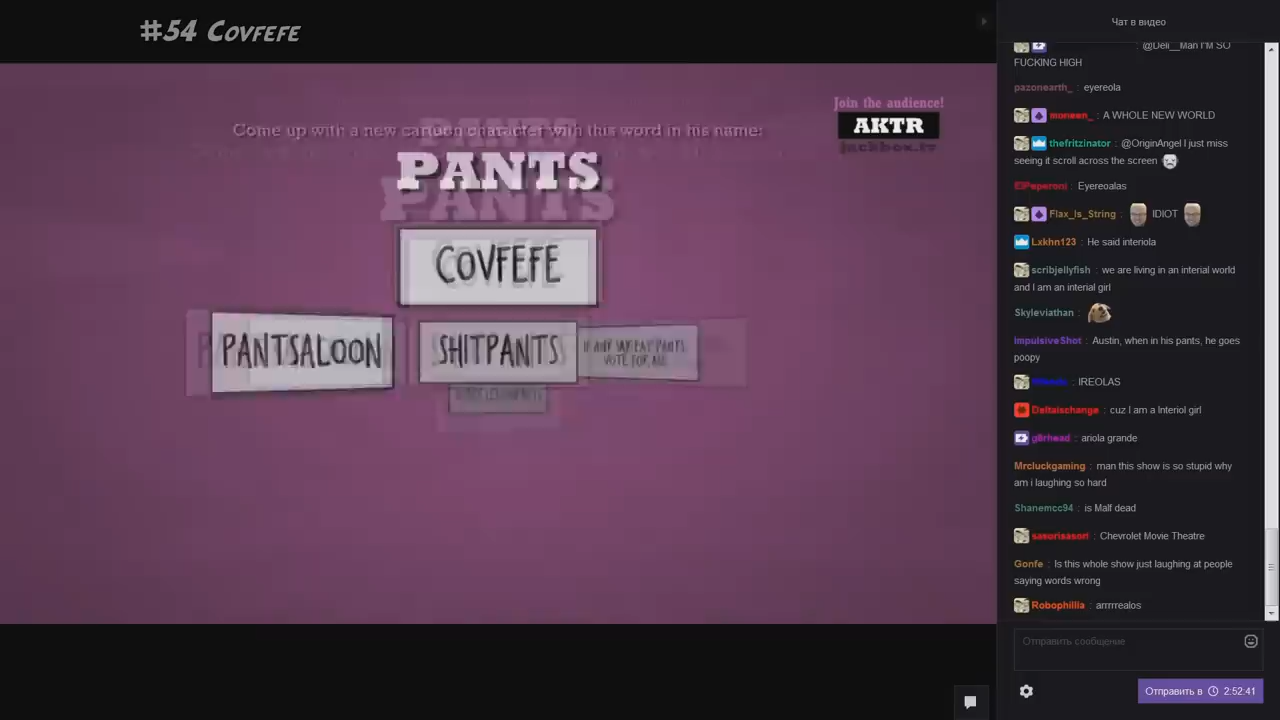 #54 COVFEFE
Join the audience!
AKTR
jackbox.tv
Come up with a new cartoon character with this word in his name:
PANTS
COVFEFE
PANTSALOON
SHITPANTS
VOTE FOR ME
Чат в видео
: @Deli__Man I"M SO
FUCKING HIGH
pazonearth_ : eyereola
: A WHOLE NEW WORLD
thefritzinator : @OriginAngel I just miss
seeing it scroll across the screen
ElPeperoni : Eyereoalas
Flax_Is_String : IDIOT
Lxkhn123 : He said interiola
scribjellyfish : we are living in an interial world
and I am an interial girl
Skyleviathan :
impulsiveShot : Austin, when in his pants, he goes
poopy
: IREOLAS
Deltaischange : cuz I am a Interiol girl
g8rhead : ariola grande
Mrcluckgaming : man this show is so stupid why
am i laughing so hard
Shanemcc94 : is Malf dead
sasorisasori : Chevrolet Movie Theatre
Gonfe : Is this whole show just laughing at people
saying words wrong
Robophillia : arrrrrealos
Отправить сообщение
Отправить в 2:52:41